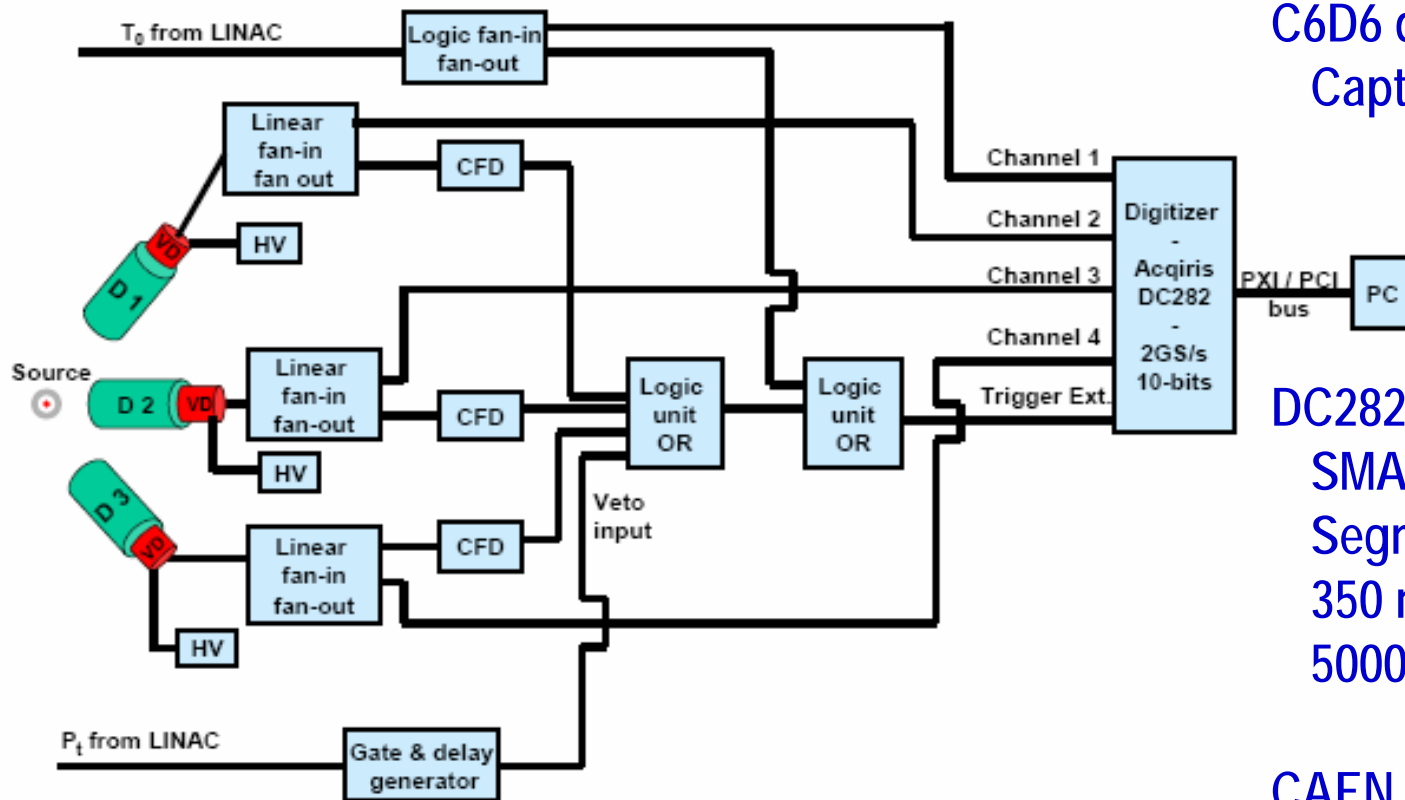 T0 from LINAC
Logic fan-in
fan-out
Linear
fan-in
fan out
CFD
HV
VD
D 1
Channel 1
Channel 2
Channel 3
Channel 4
Trigger Ext.
Digitizer
-
Acqiris
DC282
-
2GS/s
10-bits
PXI / PCI
bus
PC
Source
D 2
VD
Linear
fan-in
fan-out
CFD
HV
Logic
unit
OR
Logic
unit
OR
D 3
VD
Linear
fan-in
fan-out
CFD
HV
Veto
input
Pt from LINAC
Gate & delay
generator
C6D6
DC282
SMA
350
5000
CAEN